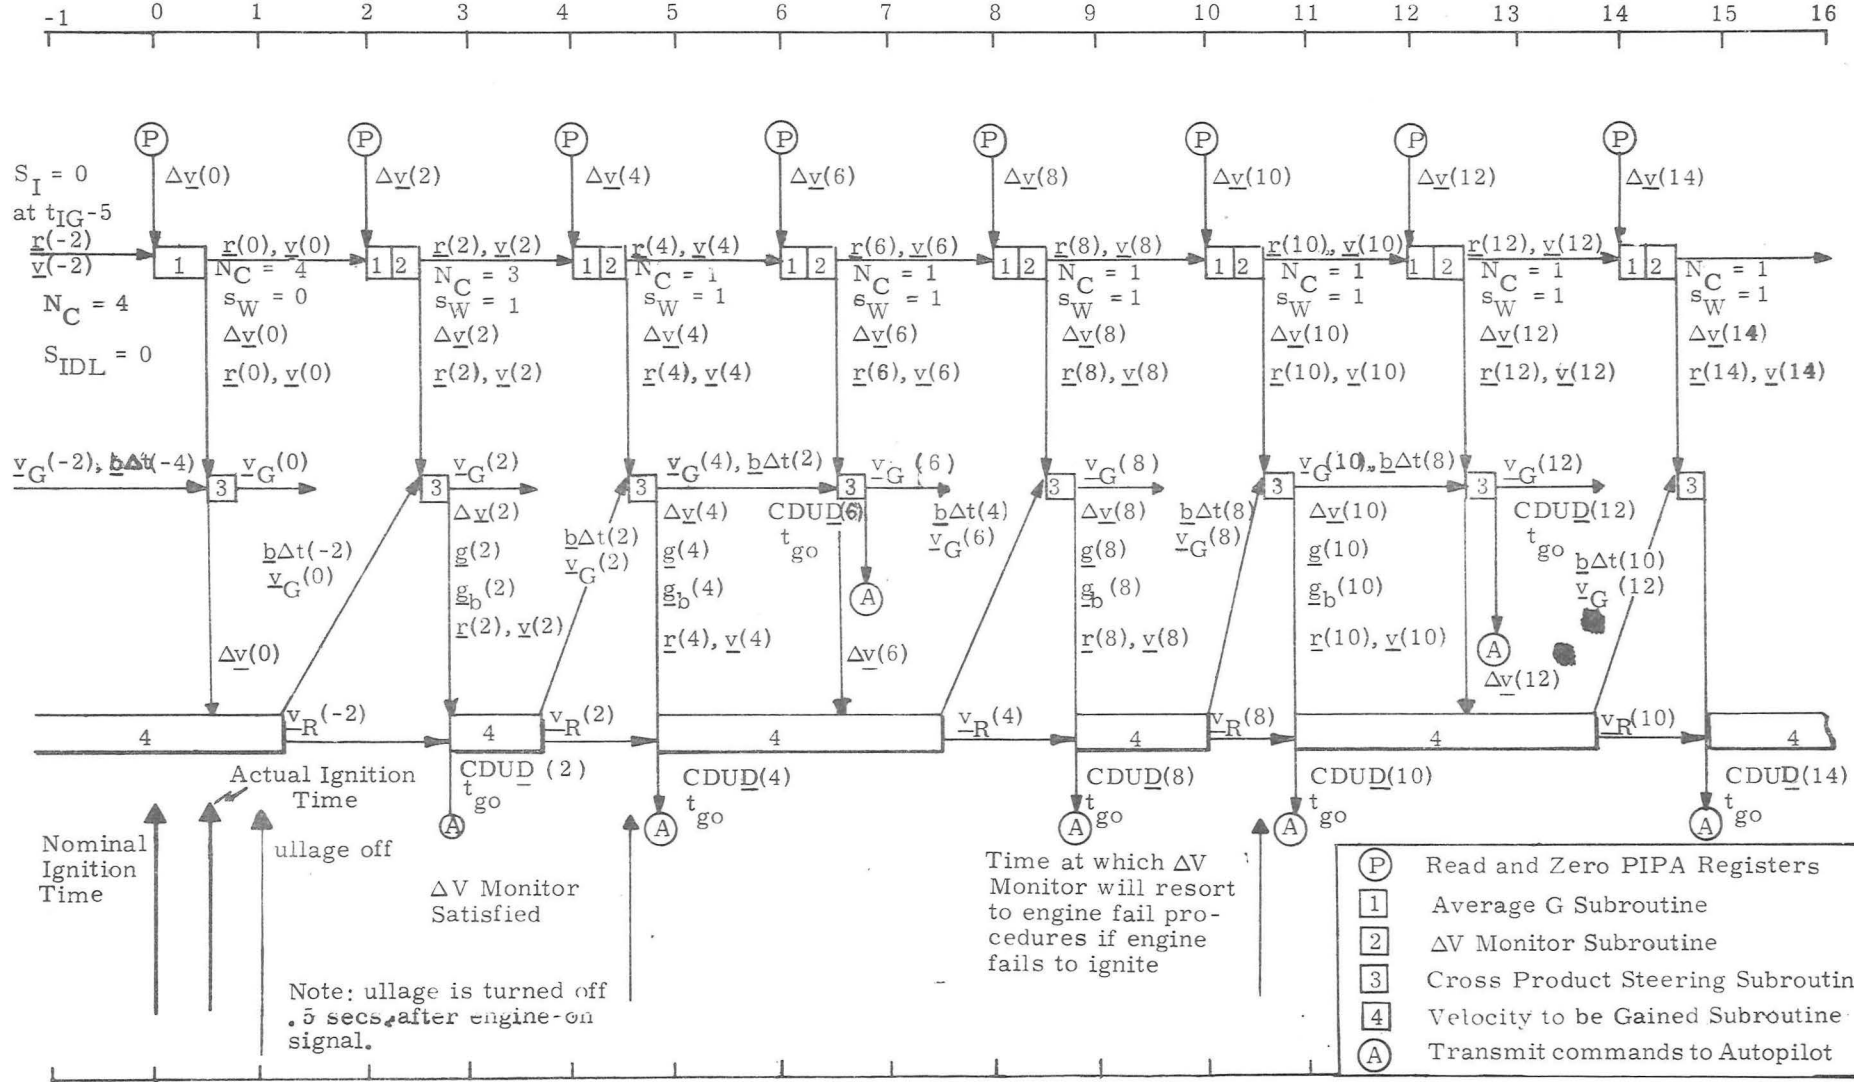 -1 0 1 2 3 4 5 6 7 8 9 10 11 12 13 14 15 16
P P P P P P P P
S_I = 0
at t_IG-5
Δv(0) Δv(2) Δv(4) Δv(6) Δv(8) Δv(10) Δv(12) Δv(14)
r(-2)
v(-2)
r(0), v(0) r(2), v(2) r(4), v(4) r(6), v(6) r(8), v(8) r(10), v(10) r(12), v(12)
1 1 2 1 2 1 2 1 2 1 2 1 2 1 2
N_C = 4 N_C = 3 N_C = 1 N_C = 1 N_C = 1 N_C = 1 N_C = 1 N_C = 1
s_W = 0 s_W = 1 s_W = 1 s_W = 1 s_W = 1 s_W = 1 s_W = 1 s_W = 1
N_C = 4
S_IDL = 0
Δv(0) Δv(2) Δv(4) Δv(6) Δv(8) Δv(10) Δv(12) Δv(14)
r(0), v(0) r(2), v(2) r(4), v(4) r(6), v(6) r(8), v(8) r(10), v(10) r(12), v(12) r(14), v(14)
v_G(-2), bΔt(-4) v_G(0) v_G(2) v_G(4), bΔt(2) v_G(6) v_G(8) v_G(10), bΔt(8) v_G(12)
3 3 3 3 3 3 3 3
bΔt(-2)
v_G(0)
Δv(2)
g(2)
g_b(2)
r(2), v(2)
bΔt(2)
v_G(2)
Δv(4)
g(4)
g_b(4)
r(4), v(4)
CDUD(6)
t_go
A
bΔt(4)
v_G(6)
Δv(8)
g(8)
g_b(8)
r(8), v(8)
bΔt(8)
v_G(8)
Δv(10)
g(10)
g_b(10)
r(10), v(10)
CDUD(12)
t_go
A
bΔt(10)
v_G(12)
Δv(0) Δv(6) Δv(12)
4 v_R(-2) 4 v_R(2) 4 v_R(4) 4 v_R(8) 4 v_R(10) 4
CDUD(2) CDUD(4) CDUD(8) CDUD(10) CDUD(14)
t_go t_go t_go t_go t_go
A A A A A
Actual Ignition
Time
Nominal
Ignition
Time
ullage off
ΔV Monitor
Satisfied
Note: ullage is turned off
.5 secs. after engine-on
signal.
Time at which ΔV
Monitor will resort
to engine fail pro-
cedures if engine
fails to ignite
P Read and Zero PIPA Registers
1 Average G Subroutine
2 ΔV Monitor Subroutine
3 Cross Product Steering Subroutin
4 Velocity to be Gained Subroutine
A Transmit commands to Autopilot